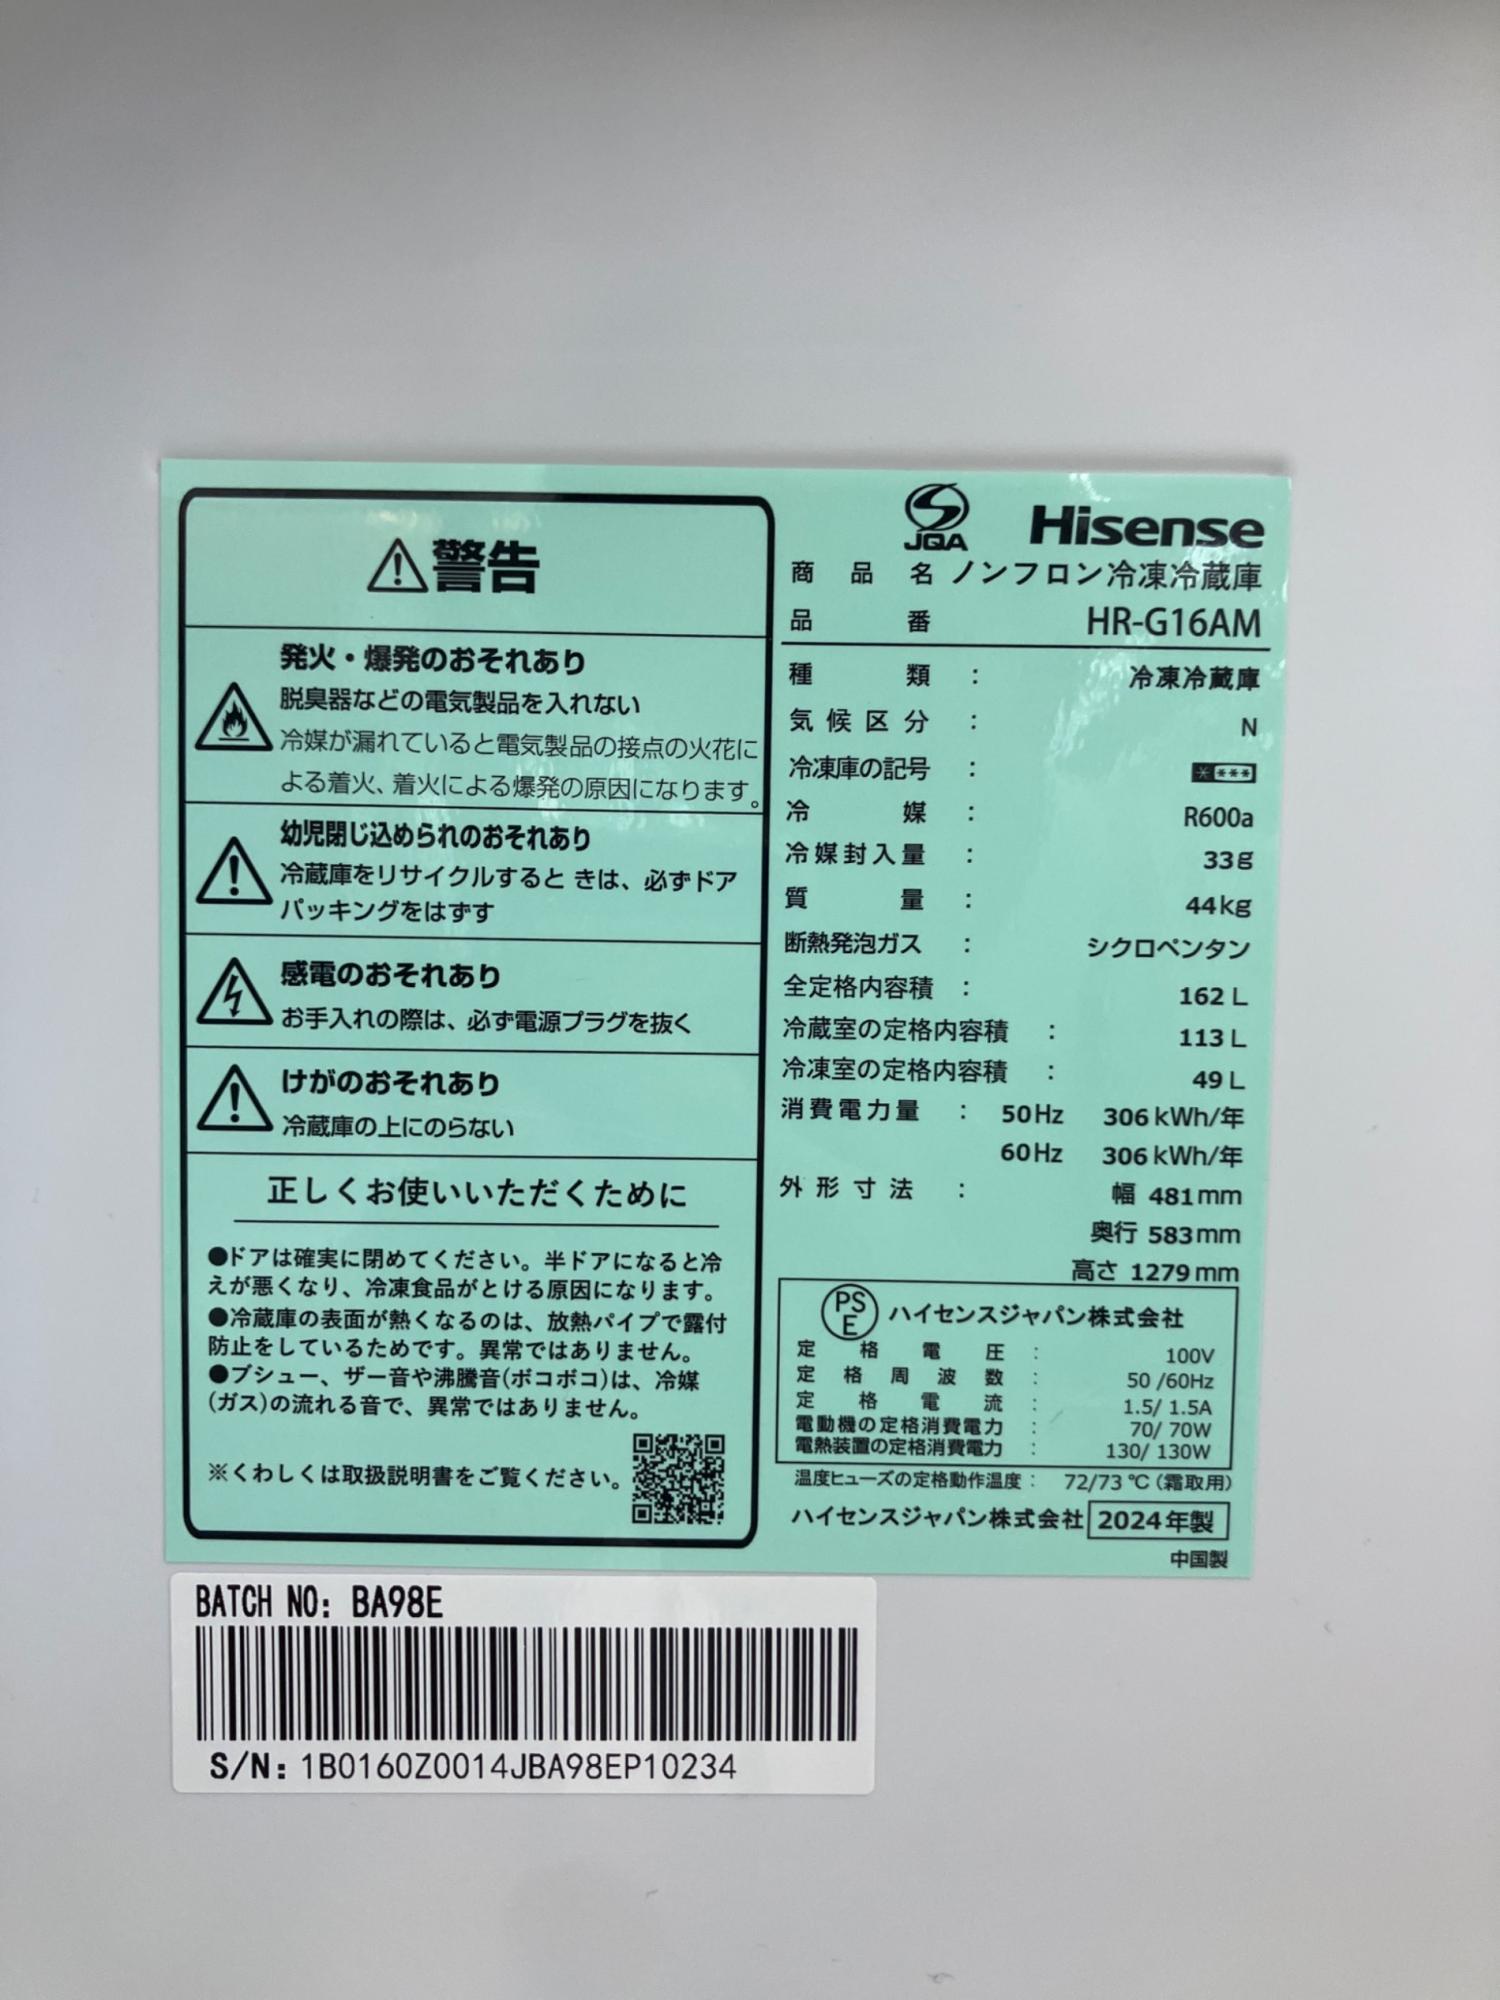 警告
発火・爆発のおそれあり
脱臭器などの電気製品を入れない
冷媒が漏れていると電気製品の接点の火花に
よる着火、着火による爆発の原因になります。
幼児閉じ込められのおそれあり
冷蔵庫をリサイクルすると きは、必ずドア
パッキングをはずす
感電のおそれあり
お手入れの際は、必ず電源プラグを抜く
けがのおそれあり
冷蔵庫の上にのらない
正しくお使いいただくために
●ドアは確実に閉めてください。半ドアになると冷
えが悪くなり、冷凍食品がとける原因になります。
●冷蔵庫の表面が熱くなるのは、放熱パイプで露付
防止をしているためです。異常ではありません。
●ブシュー、ザー音や沸騰音(ボコボコ)は、冷媒
(ガス)の流れる音で、異常ではありません。
※くわしくは取扱説明書をご覧ください。
JQA Hisense
商品名 ノンフロン冷凍冷蔵庫
品番 HR-G16AM
種類 : 冷凍冷蔵庫
気候区分 : N
冷凍庫の記号 : ****
冷媒 : R600a
冷媒封入量 : 33g
質量 : 44kg
断熱発泡ガス : シクロペンタン
全定格内容積 : 162 L
冷蔵室の定格内容積 : 113 L
冷凍室の定格内容積 : 49 L
消費電力量 : 50Hz 306 kWh/年
60Hz 306 kWh/年
外形寸法 : 幅 481mm
奥行 583mm
高さ 1279mm
PSE ハイセンスジャパン株式会社
定格電圧 : 100V
定格周波数 : 50 /60Hz
定格電流 : 1.5/ 1.5A
電動機の定格消費電力 : 70/ 70W
電熱装置の定格消費電力 : 130/ 130W
温度ヒューズの定格動作温度 : 72/73 ℃ (霜取用)
ハイセンスジャパン株式会社 2024年製
中国製
BATCH NO: BA98E
S/N: 1B0160Z0014JBA98EP10234